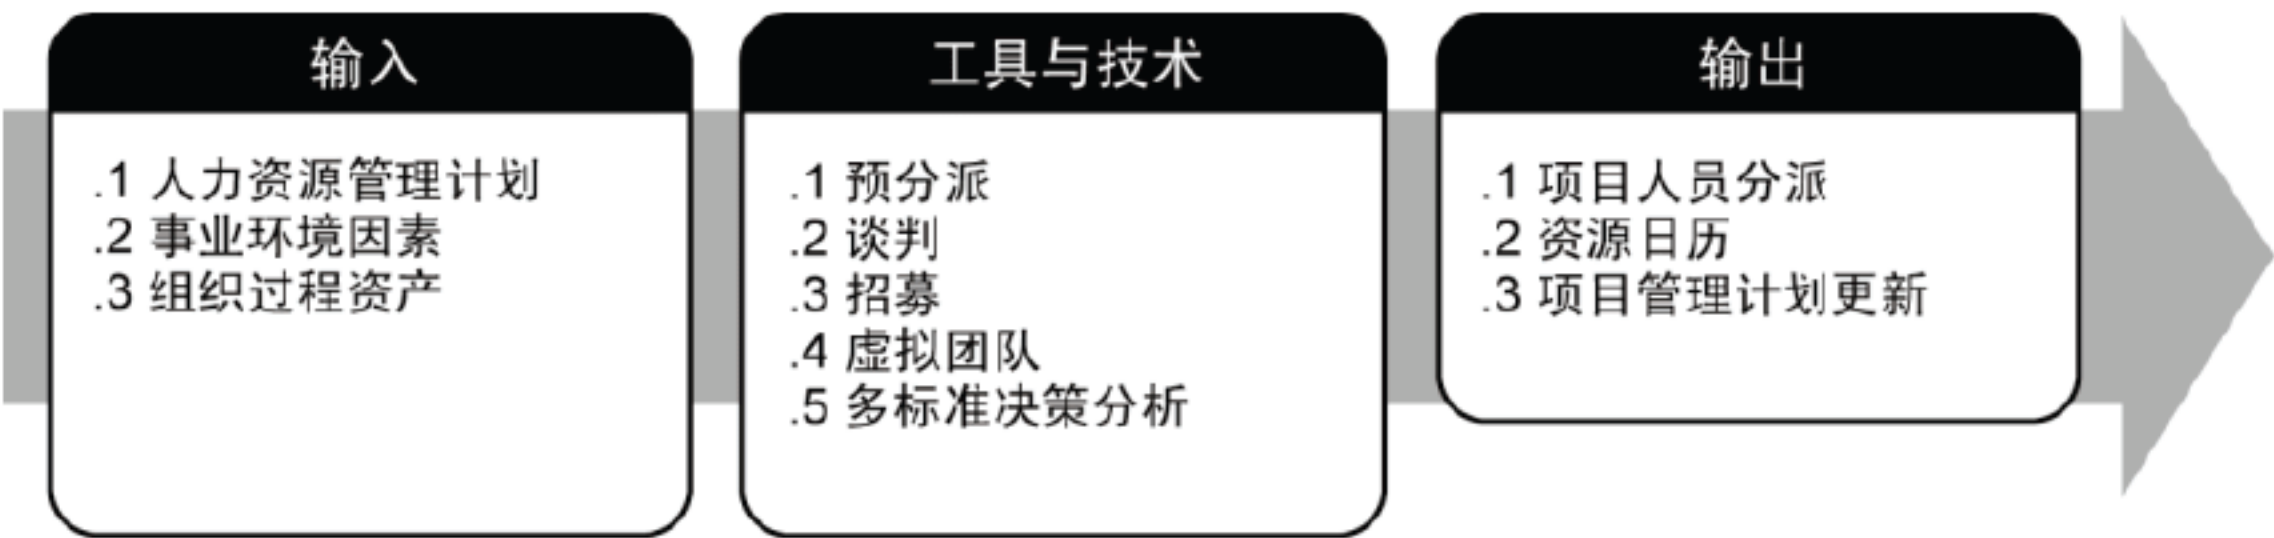 输入
.1 人力资源管理计划
.2 事业环境因素
.3 组织过程资产
工具与技术
.1 预分派
.2 谈判
.3 招募
.4 虚拟团队
.5 多标准决策分析
输出
.1 项目人员分派
.2 资源日历
.3 项目管理计划更新